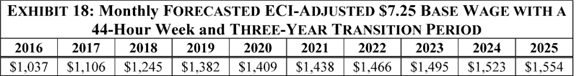 EXHIBIT 18: Monthly FORECASTED ECI-ADJUSTED $7.25 BASE WAGE WITH A
44-Hour Week and THREE-YEAR TRANSITION PERIOD
2016 2017 2018 2019 2020 2021 2022 2023 2024 2025
$1,037 $1,106 $1,245 $1,382 $1,409 $1,438 $1,466 $1,495 $1,523 $1,554